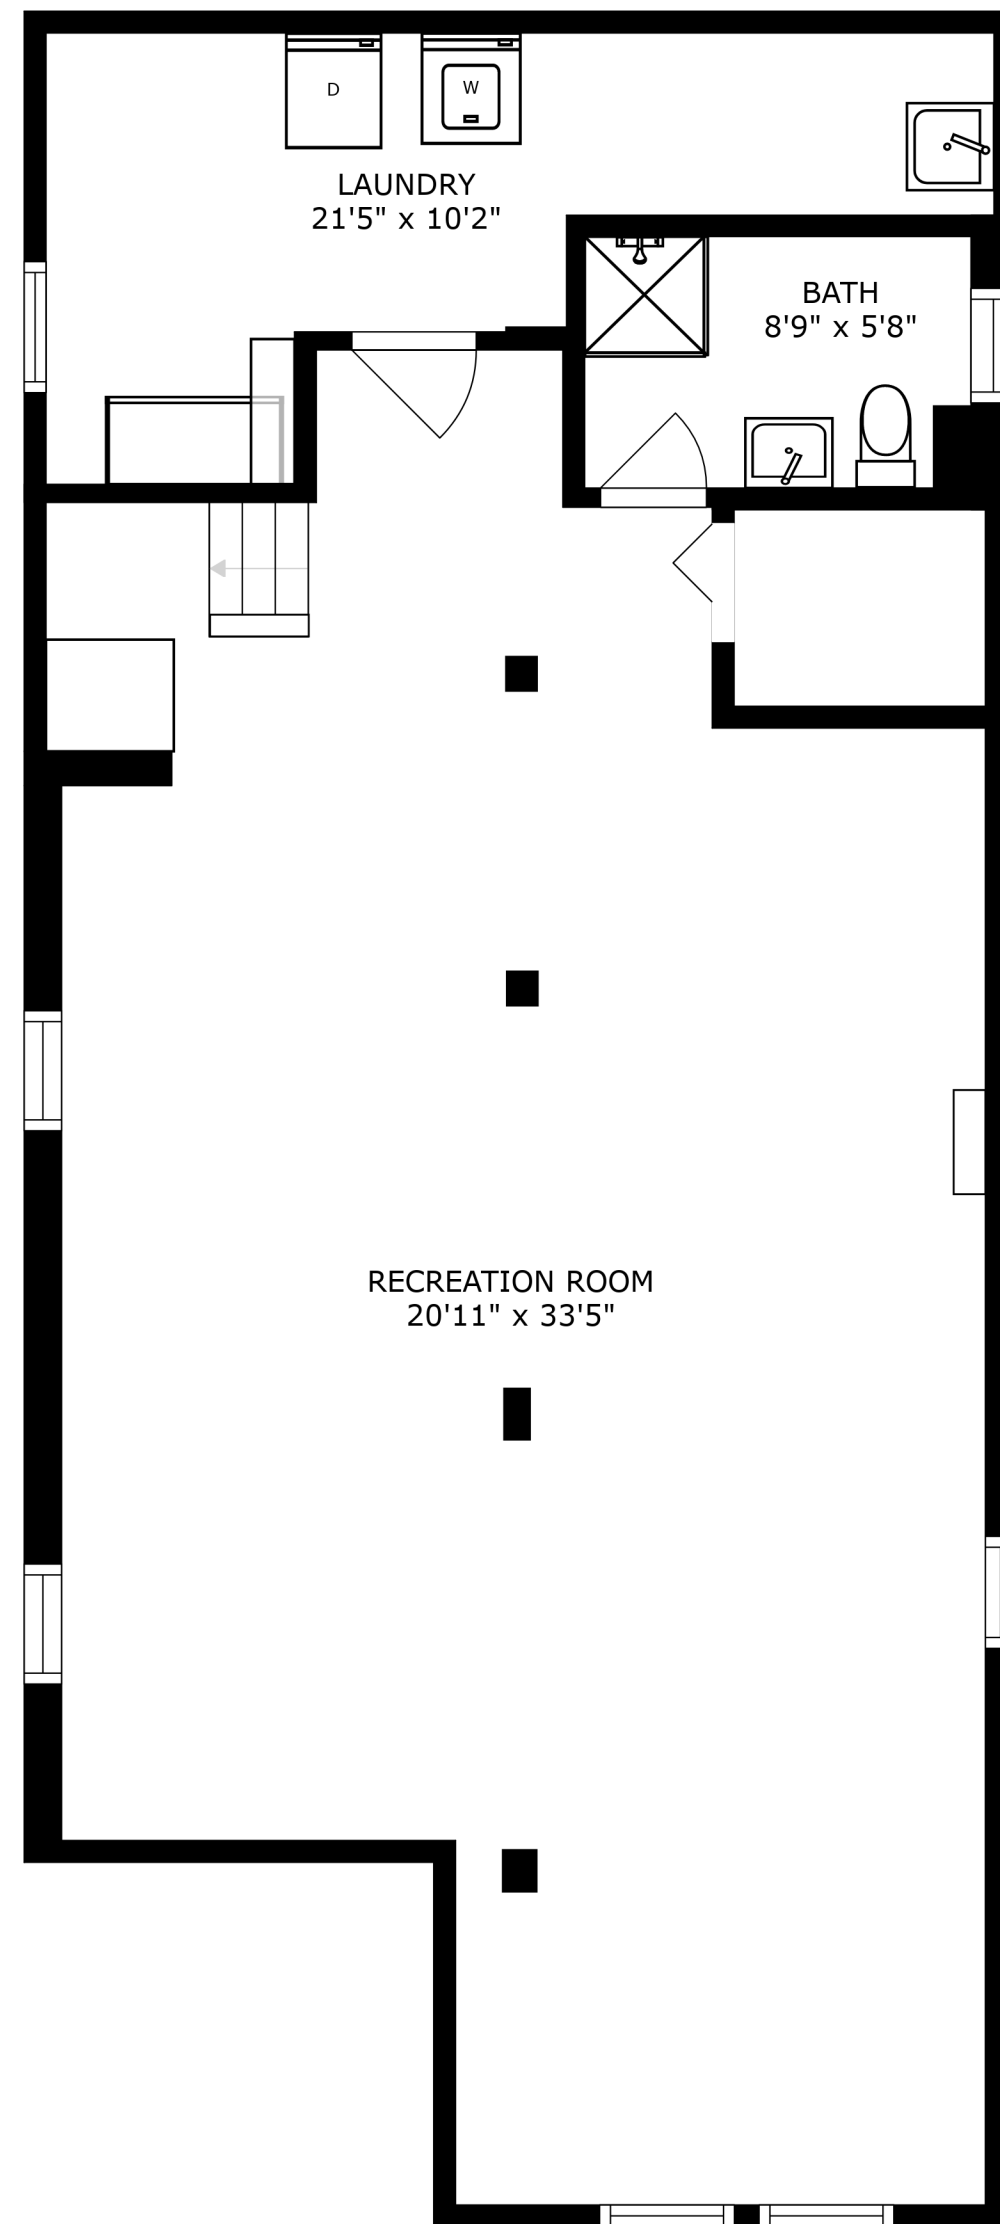 D
W
LAUNDRY
21'5" x 10'2"
BATH
8'9" x 5'8"
RECREATION ROOM
20'11" x 33'5"